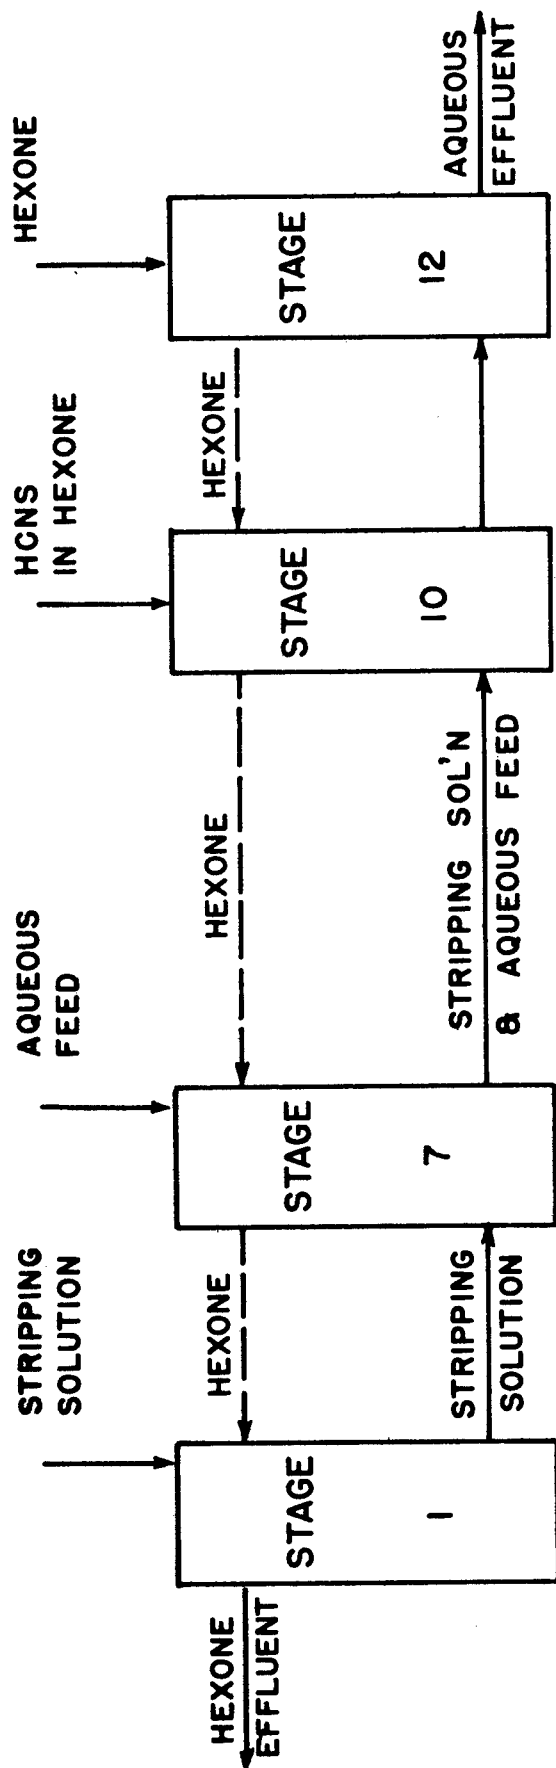 STRIPPING
SOLUTION
AQUEOUS
FEED
HCNS
IN HEXONE
HEXONE
HEXONE
EFFLUENT
STAGE
1
HEXONE
STRIPPING
SOLUTION
STAGE
7
HEXONE
STRIPPING SOL'N
& AQUEOUS FEED
STAGE
10
HEXONE
STAGE
12
AQUEOUS
EFFLUENT